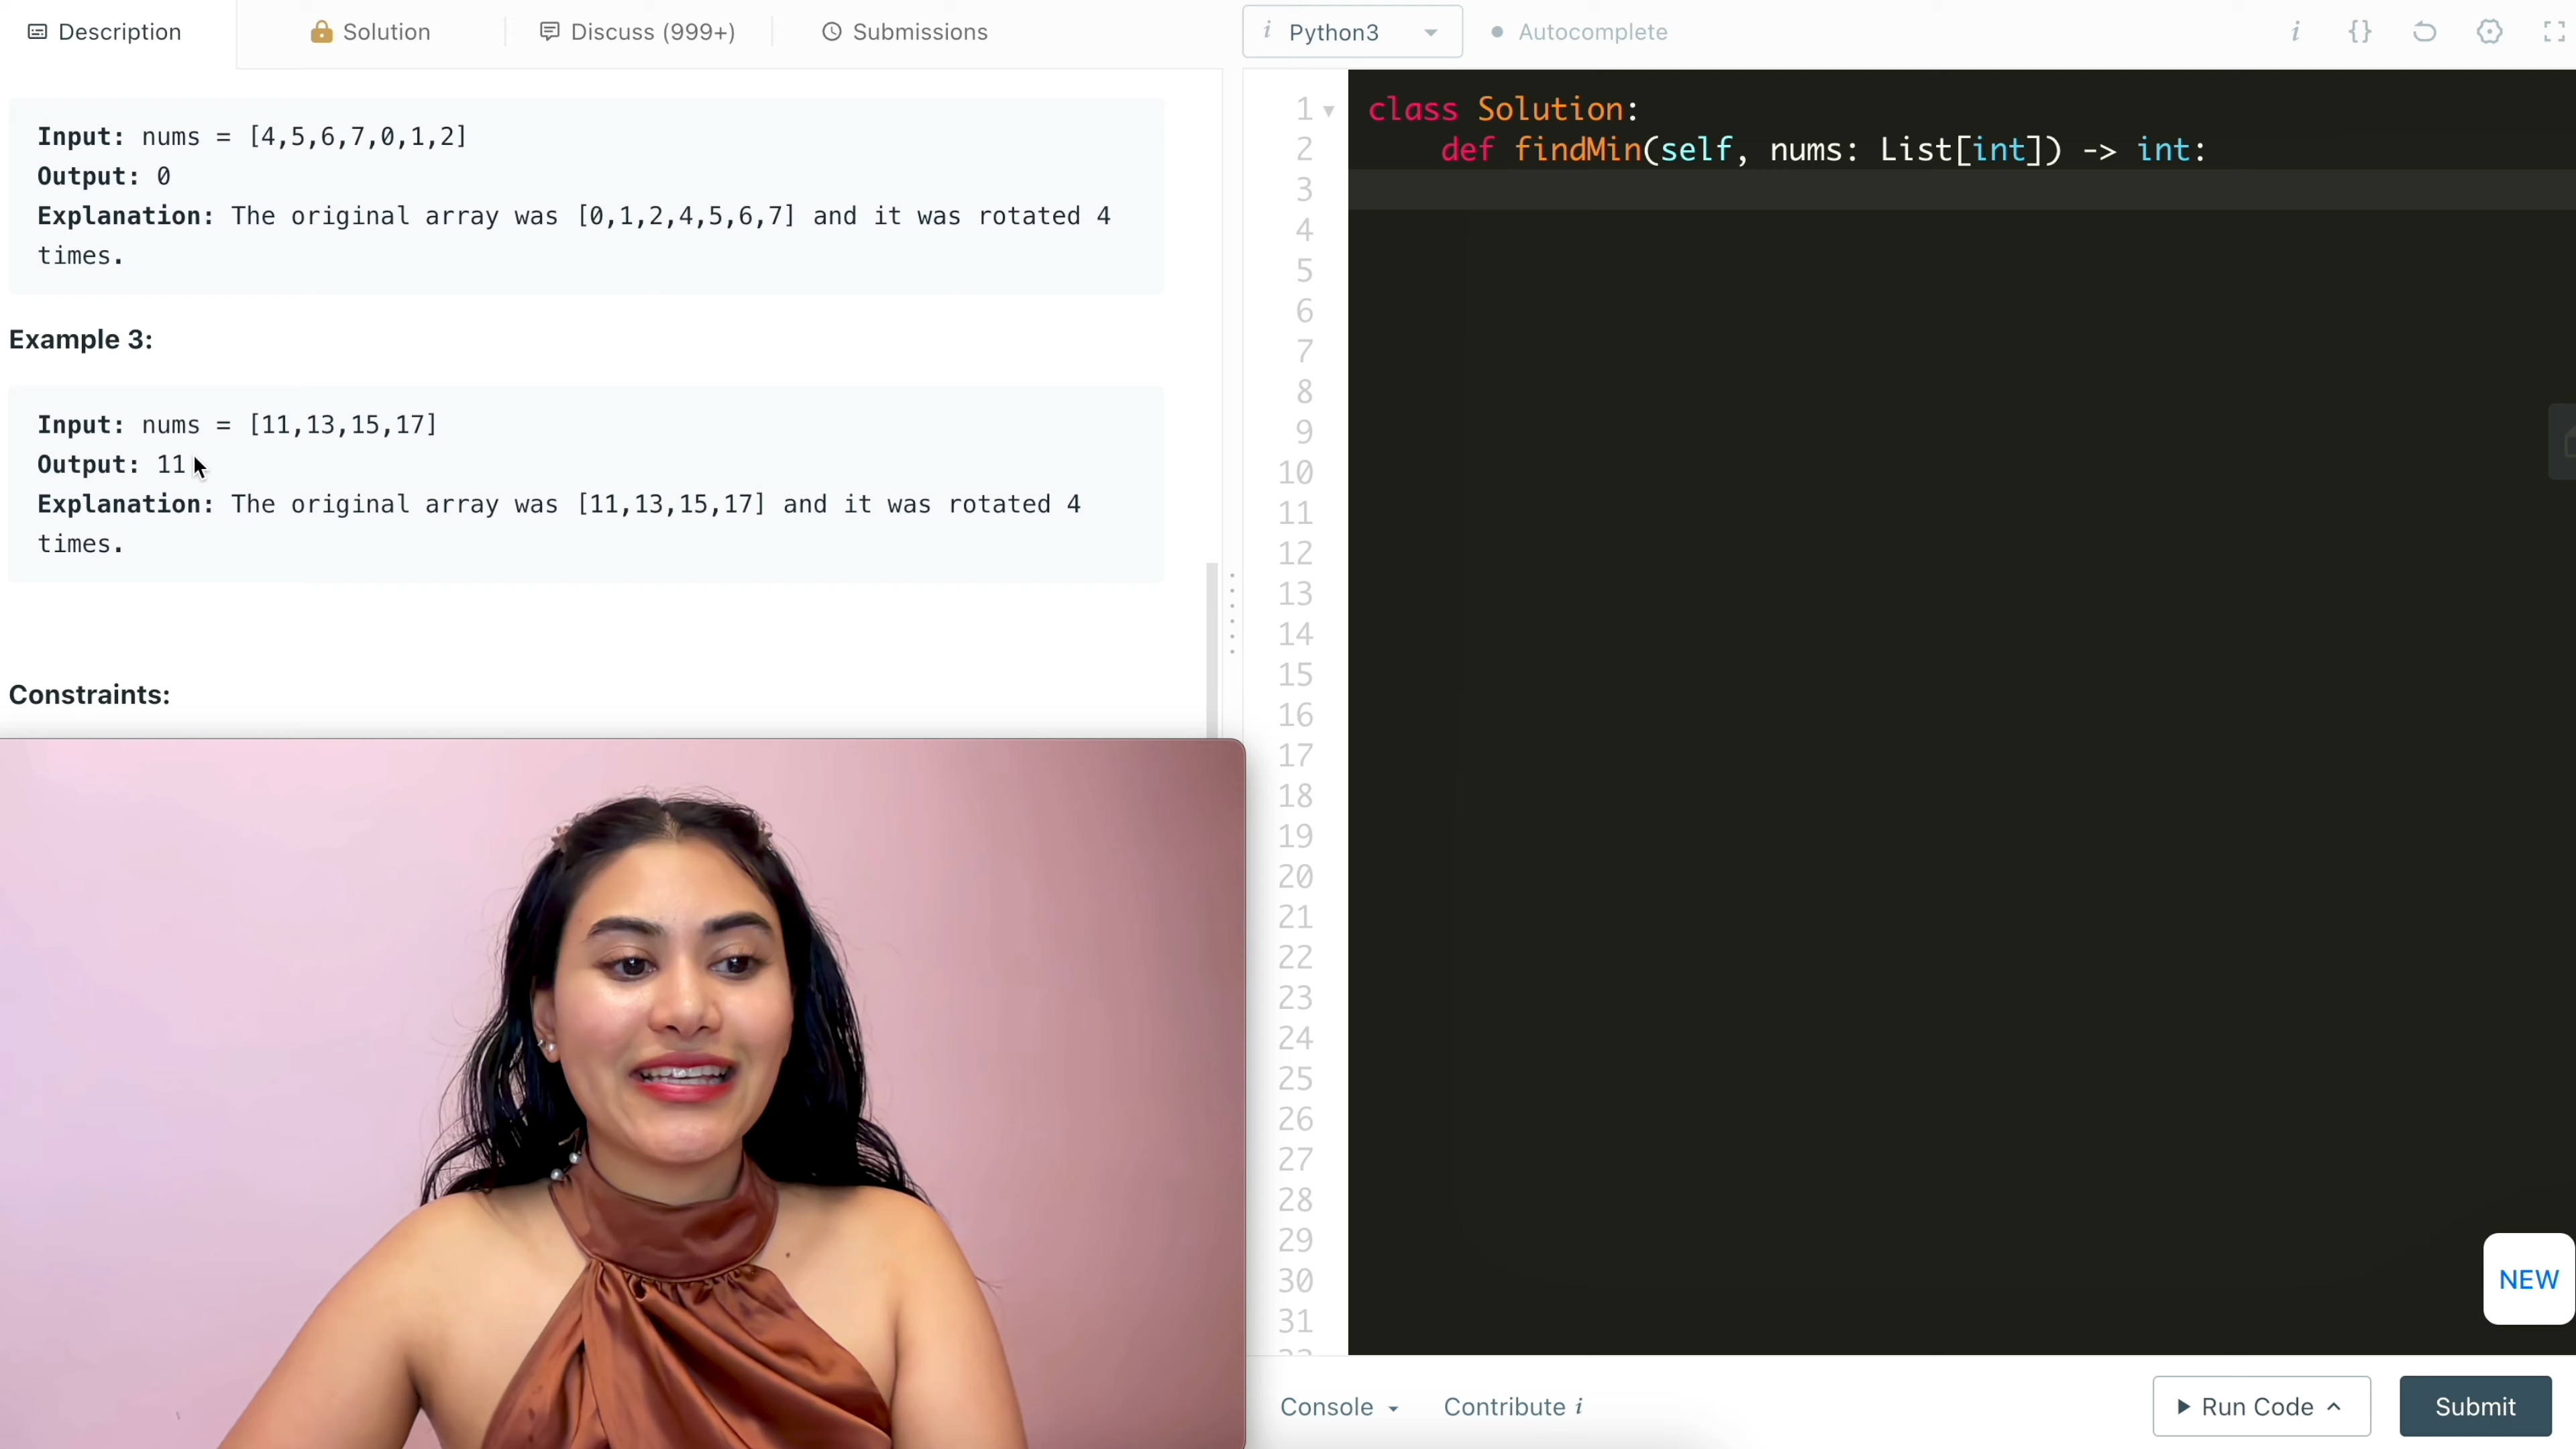 Description
Solution
Discuss (999+)
Submissions
i Python3
Autocomplete
i {}
Input: nums = [4,5,6,7,0,1,2]
Output: 0
Explanation: The original array was [0,1,2,4,5,6,7] and it was rotated 4
times.
Example 3:
Input: nums = [11,13,15,17]
Output: 11
Explanation: The original array was [11,13,15,17] and it was rotated 4
times.
Constraints:
1 class Solution:
2 def findMin(self, nums: List[int]) -> int:
3
4
5
6
7
8
9
10
11
12
13
14
15
16
17
18
19
20
21
22
23
24
25
26
27
28
29
30
31
NEW
Console
Contribute i
Run Code
Submit